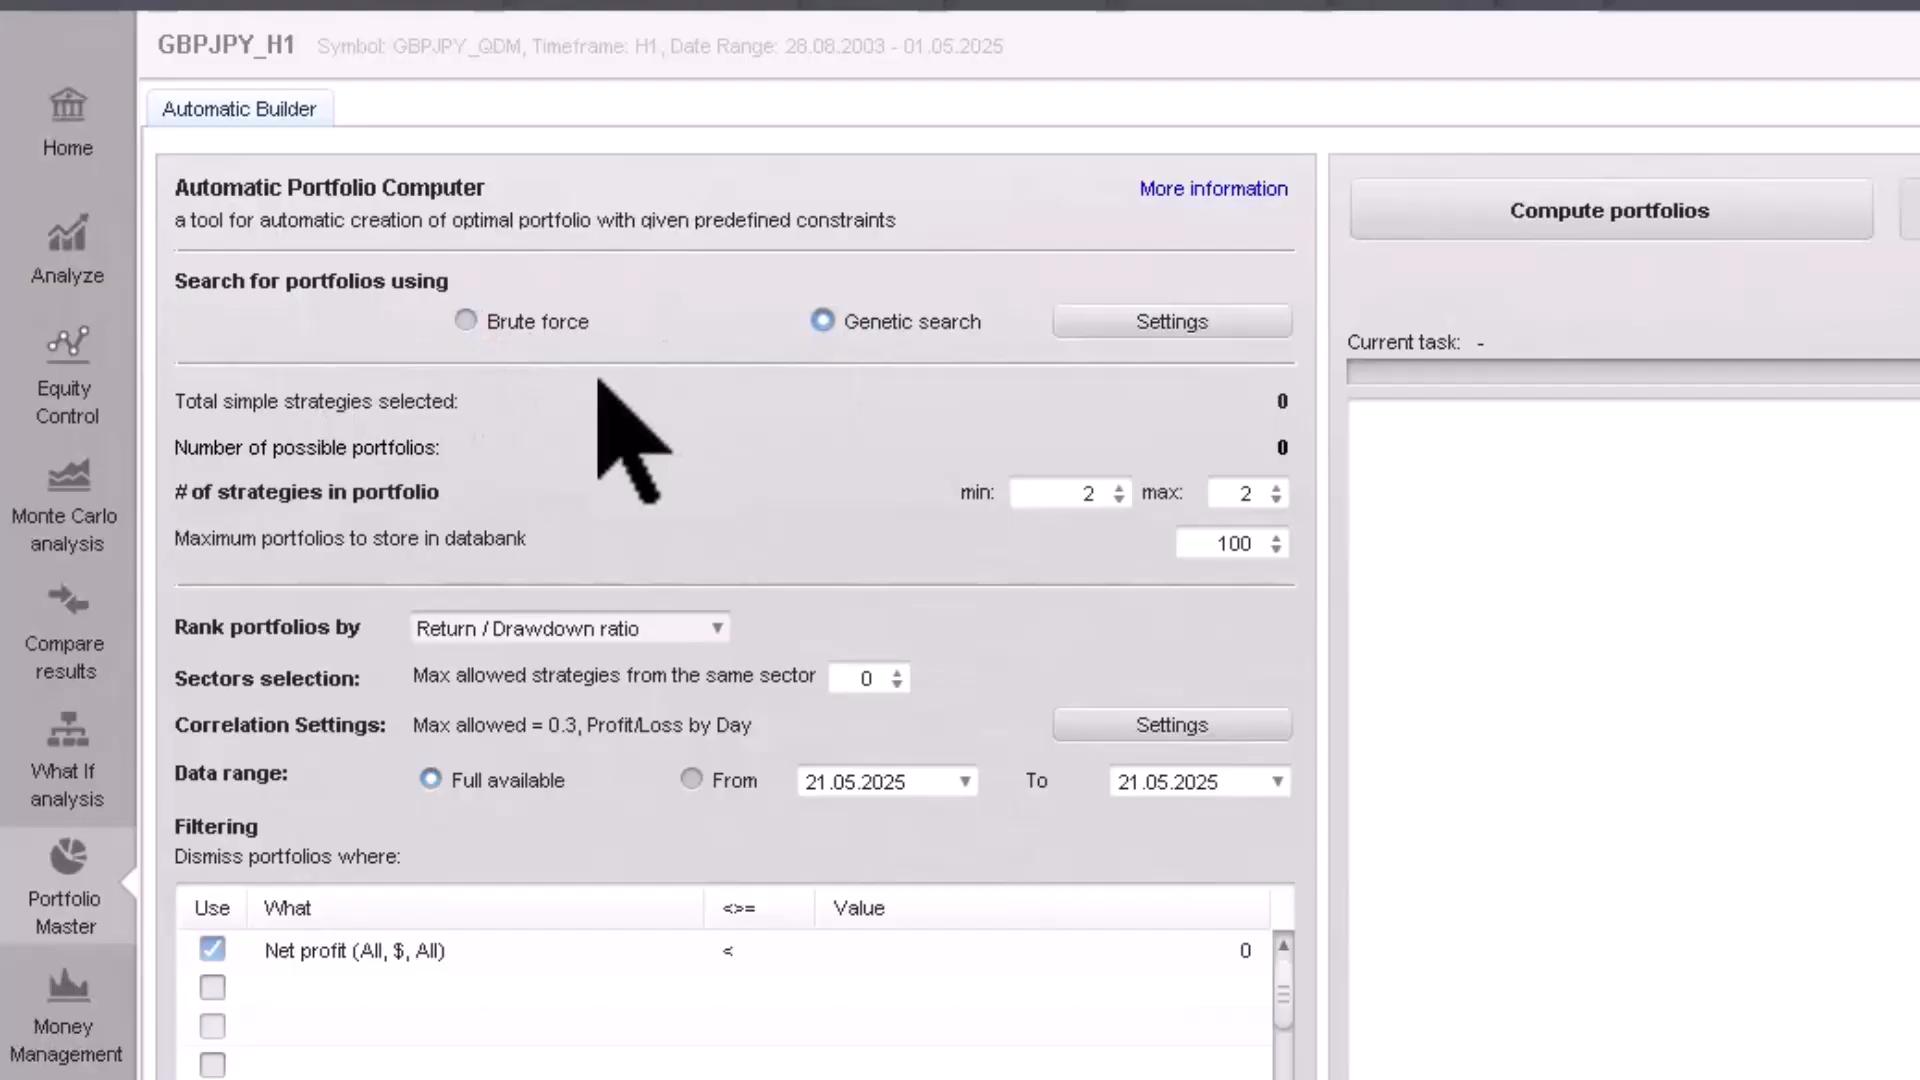 GBPJPY_H1 Symbol: GBPJPY_QDM, Timeframe: H1, Date Range: 28.08.2003 - 01.05.2025
Automatic Builder
Home
Analyze
Equity
Control
Monte Carlo
analysis
Compare
results
What If
analysis
Portfolio
Master
Money
Management
Automatic Portfolio Computer
More information
a tool for automatic creation of optimal portfolio with given predefined constraints
Search for portfolios using
Brute force Genetic search Settings
Total simple strategies selected: 0
Number of possible portfolios: 0
# of strategies in portfolio min: 2 max: 2
Maximum portfolios to store in databank 100
Rank portfolios by Return / Drawdown ratio
Sectors selection: Max allowed strategies from the same sector 0
Correlation Settings: Max allowed = 0.3, Profit/Loss by Day Settings
Data range: Full available From 21.05.2025 To 21.05.2025
Filtering
Dismiss portfolios where:
Use What <>= Value
Net profit (All, $, All) < 0
Compute portfolios
Current task: -